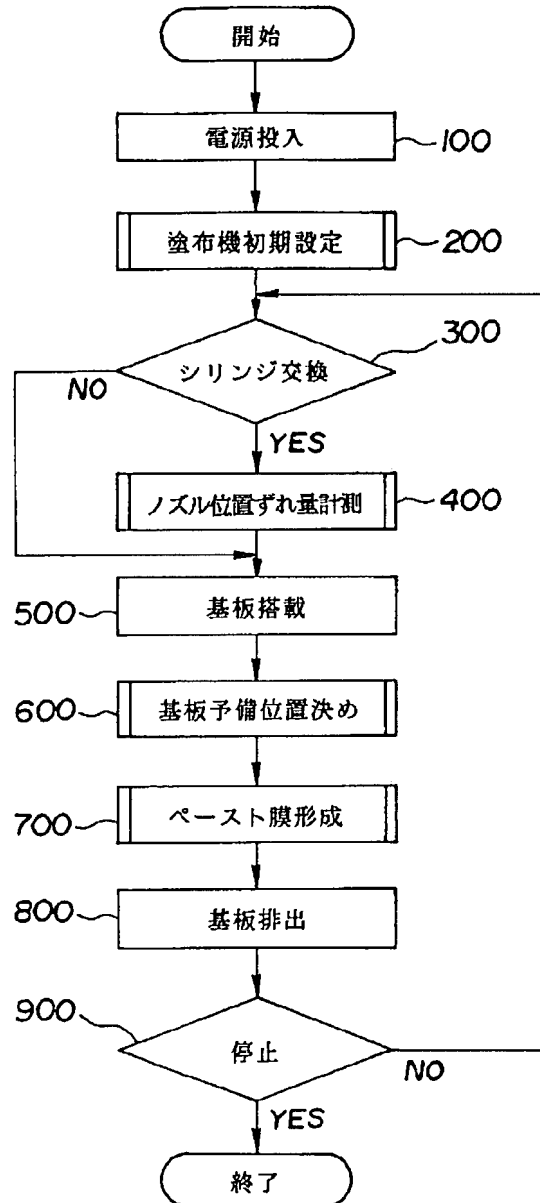 開始
電源投入
100
塗布機初期設定
200
シリンジ交換
300
NO
YES
ノズル位置ずれ量計測
400
500
基板搭載
600
基板予備位置決め
700
ペースト膜形成
800
基板排出
900
停止
NO
YES
終了